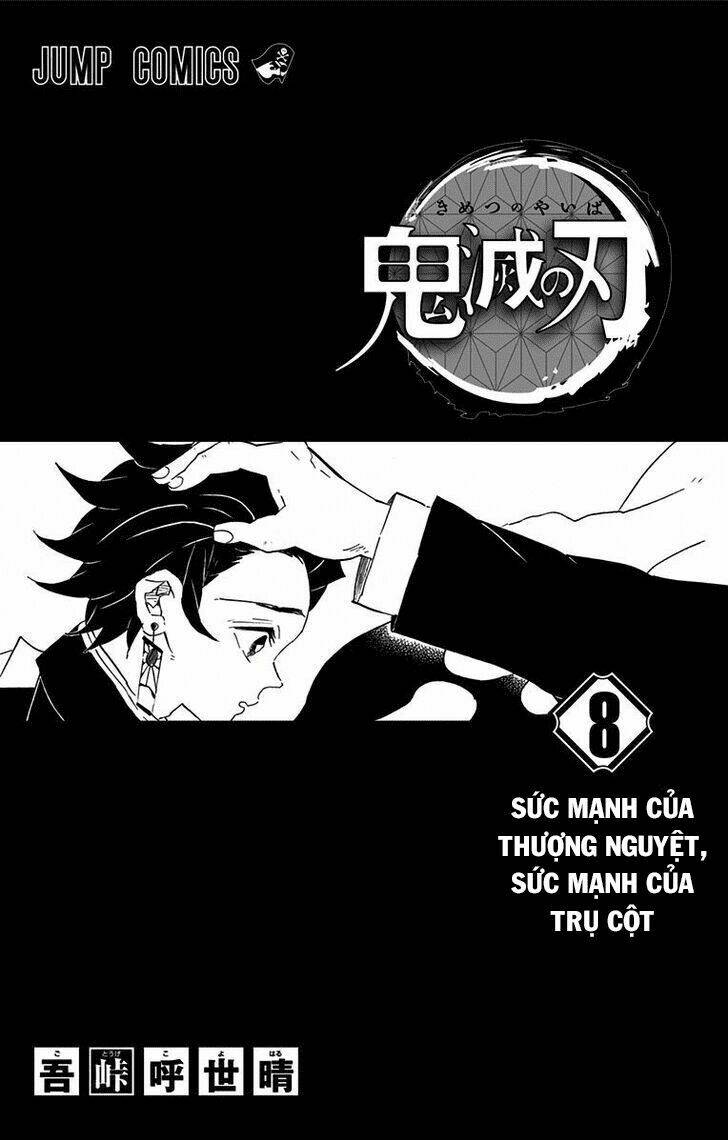 JUMP COMICS
きめつのやいば
鬼滅の刃
8
SỨC MẠNH CỦA
THƯỢNG NGUYỆT,
SỨC MẠNH CỦA
TRỤ CỘT
ご とうげ こ よ はる
吾峠呼世晴